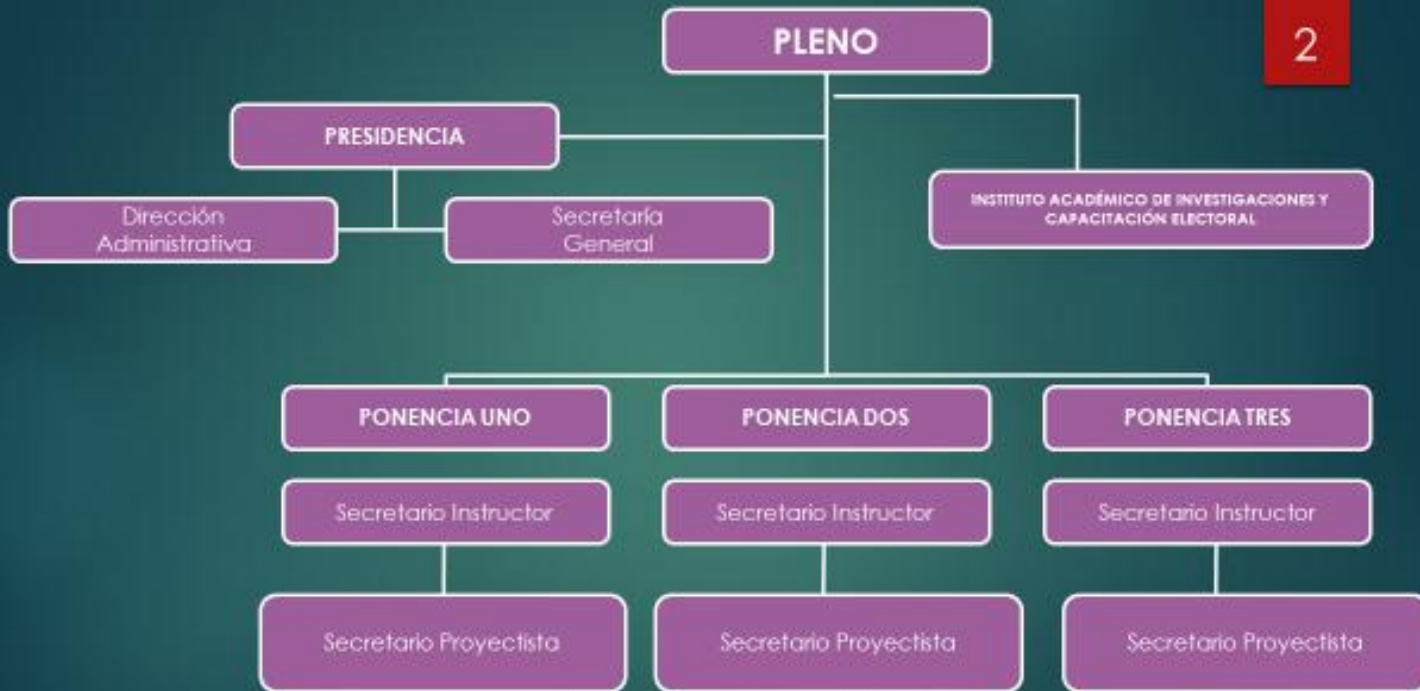 PLENO
2
PRESIDENCIA
Dirección
Administrativa
Secretaría
General
INSTITUTO ACADÉMICO DE INVESTIGACIONES Y
CAPACITACIÓN ELECTORAL
PONENCIA UNO
PONENCIA DOS
PONENCIA TRES
Secretario Instructor
Secretario Instructor
Secretario Instructor
Secretario Proyectista
Secretario Proyectista
Secretario Proyectista